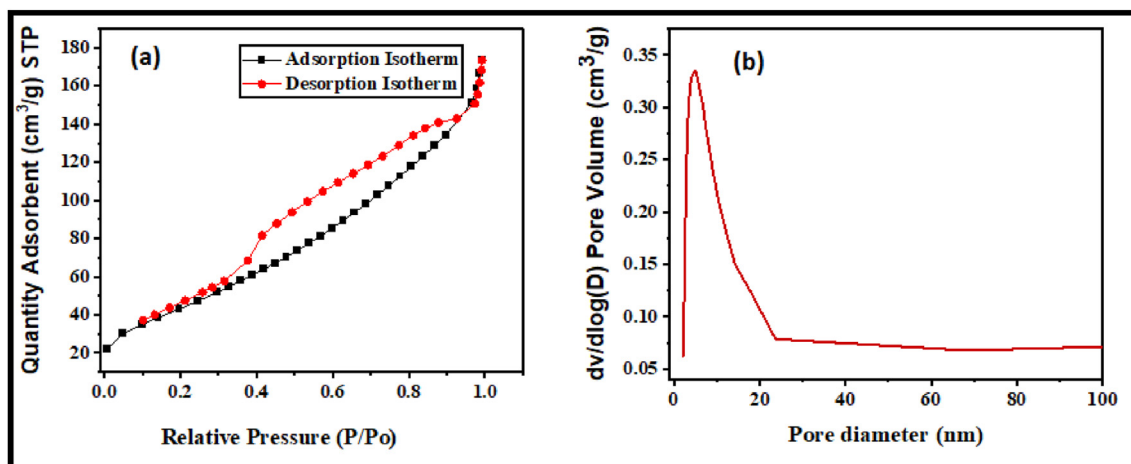 (a)
Adsorption Isotherm
Desorption Isotherm
Quantity Adsorbent (cm³/g) STP
180
160
140
120
100
80
60
40
20
0.0 0.2 0.4 0.6 0.8 1.0
Relative Pressure (P/Po)
(b)
dv/dlog(D) Pore Volume (cm³/g)
0.35
0.30
0.25
0.20
0.15
0.10
0.05
0 20 40 60 80 100
Pore diameter (nm)